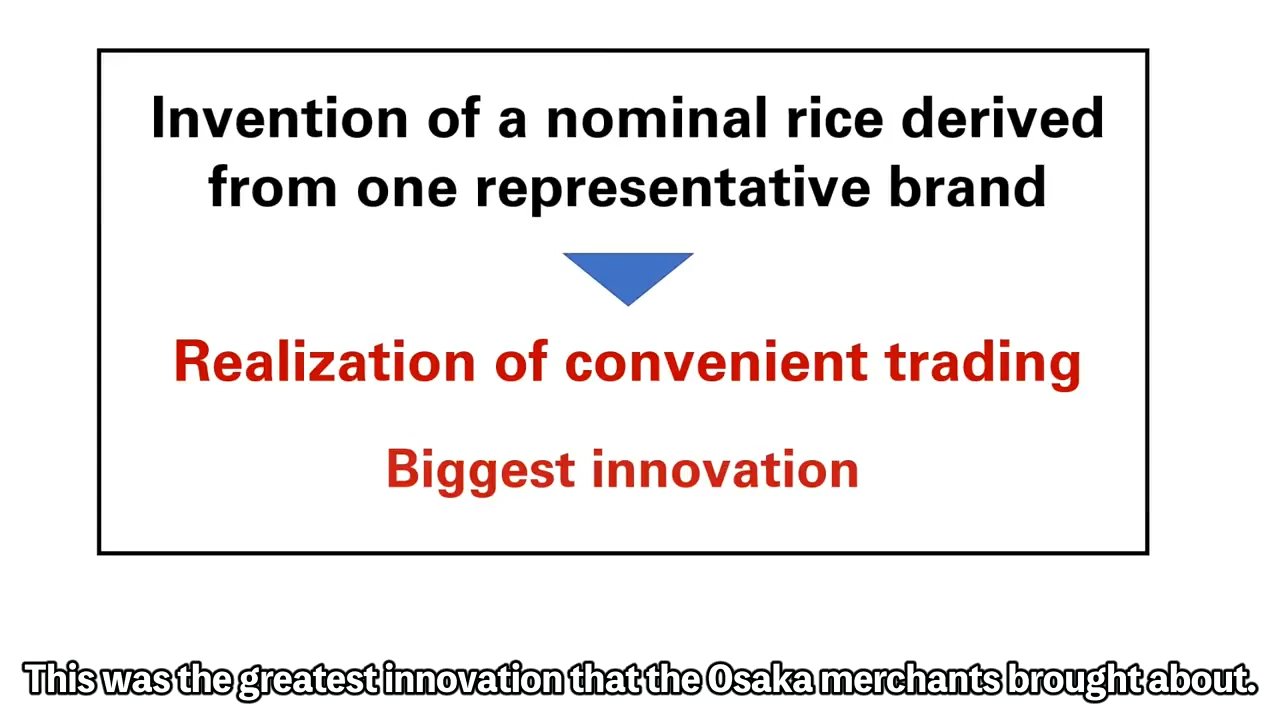 Invention of a nominal rice derived
from one representative brand
Realization of convenient trading
Biggest innovation
This was the greatest innovation that the Osaka merchants brought about.